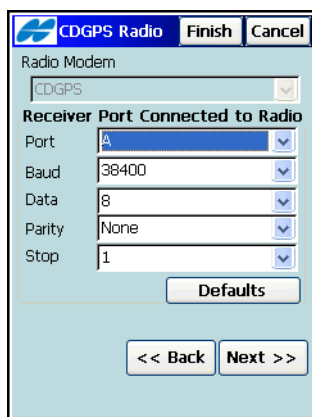 CDGPS Radio Finish Cancel
Radio Modem
CDGPS
Receiver Port Connected to Radio
Port A
Baud 38400
Data 8
Parity None
Stop 1
Defaults
<< Back Next >>